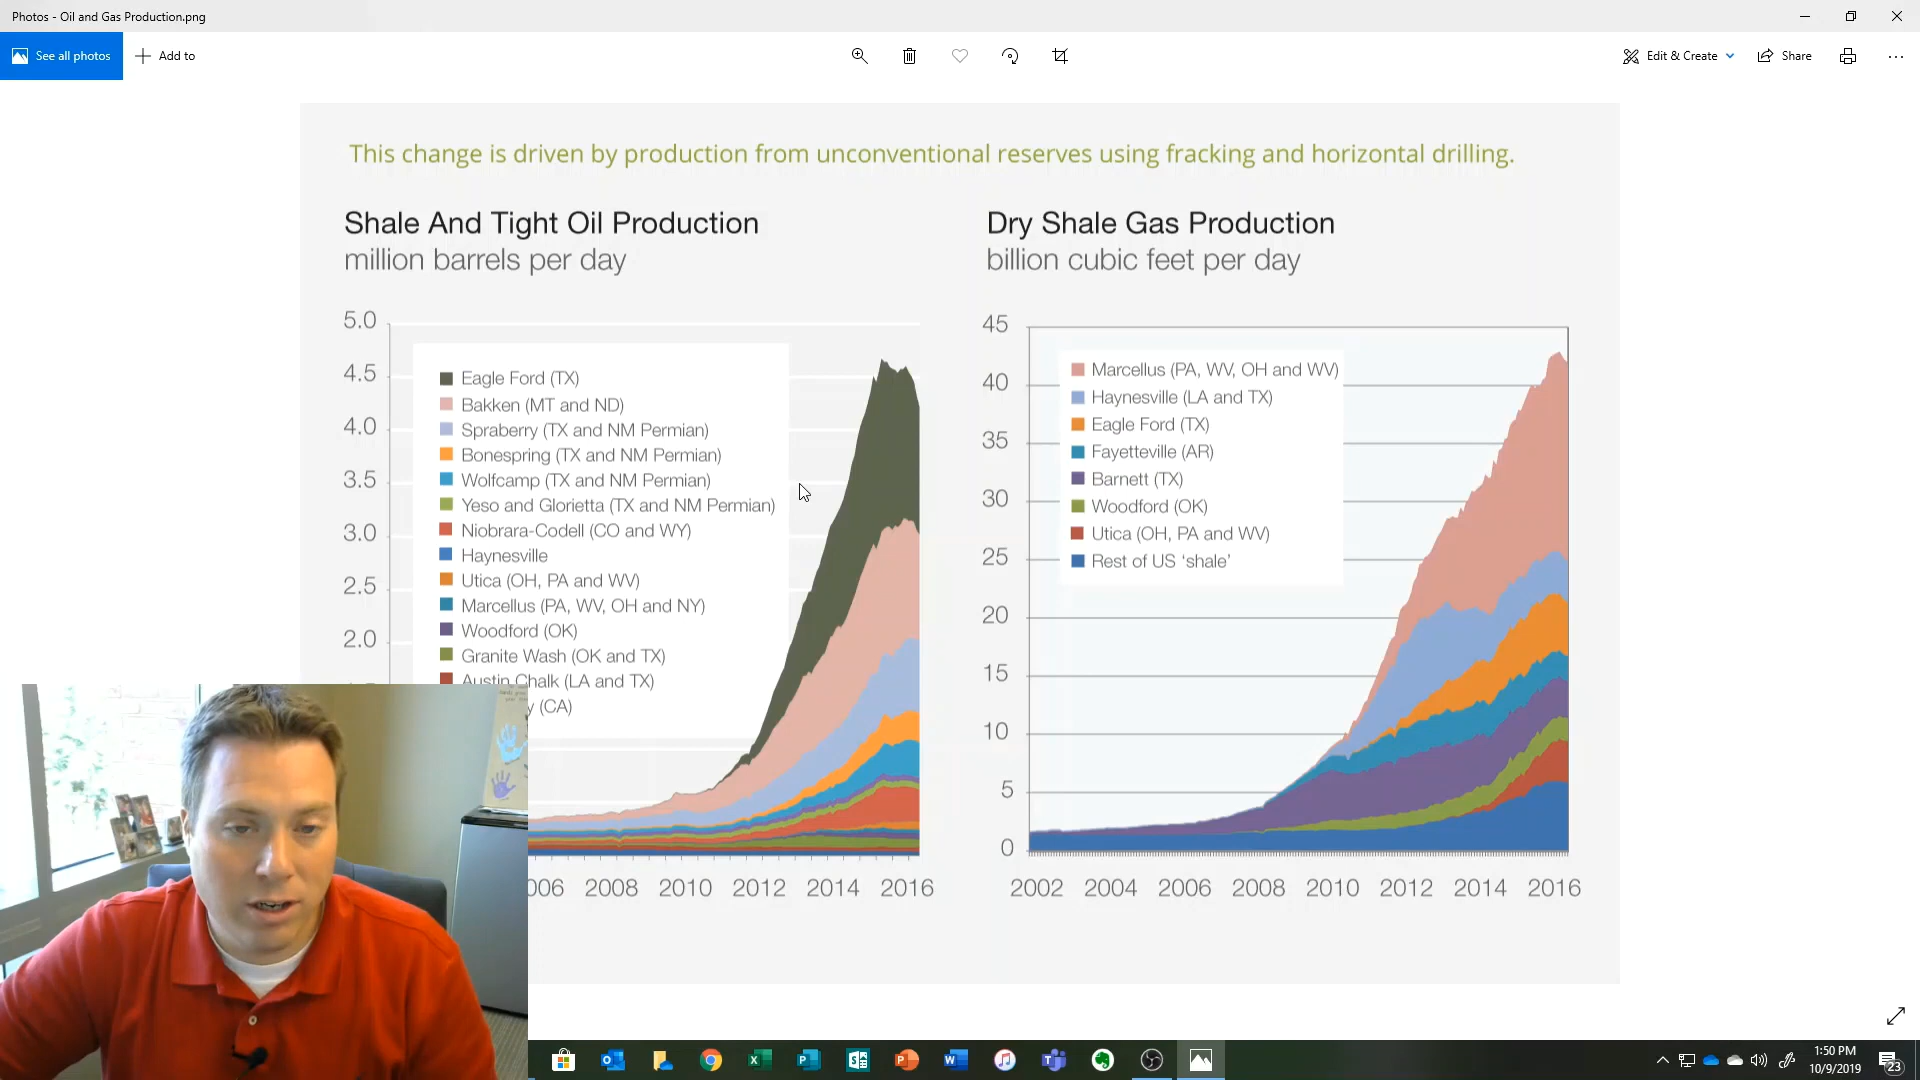 Photos - Oil and Gas Production.png
See all photos
Add to
Edit & Create
Share
This change is driven by production from unconventional reserves using fracking and horizontal drilling.
Shale And Tight Oil Production
million barrels per day
5.0
4.5
4.0
3.5
3.0
2.5
2.0
Eagle Ford (TX)
Bakken (MT and ND)
Spraberry (TX and NM Permian)
Bonespring (TX and NM Permian)
Wolfcamp (TX and NM Permian)
Yeso and Glorietta (TX and NM Permian)
Niobrara-Codell (CO and WY)
Haynesville
Utica (OH, PA and WV)
Marcellus (PA, WV, OH and NY)
Woodford (OK)
Granite Wash (OK and TX)
Austin Chalk (LA and TX)
y (CA)
006 2008 2010 2012 2014 2016
Dry Shale Gas Production
billion cubic feet per day
45
40
35
30
25
20
15
10
5
0
Marcellus (PA, WV, OH and WV)
Haynesville (LA and TX)
Eagle Ford (TX)
Fayetteville (AR)
Barnett (TX)
Woodford (OK)
Utica (OH, PA and WV)
Rest of US ‘shale’
2002 2004 2006 2008 2010 2012 2014 2016
1:50 PM
10/9/2019
23